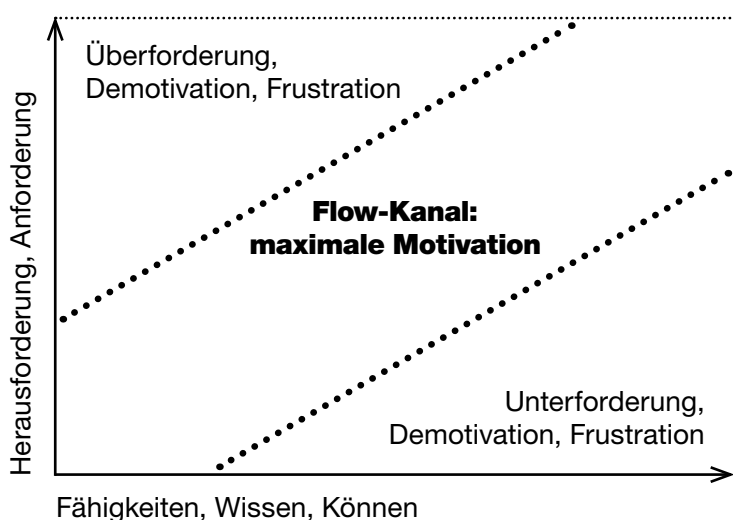 Überforderung,
Demotivation, Frustration
Herausforderung, Anforderung
Flow-Kanal:
maximale Motivation
Unterforderung,
Demotivation, Frustration
Fähigkeiten, Wissen, Können